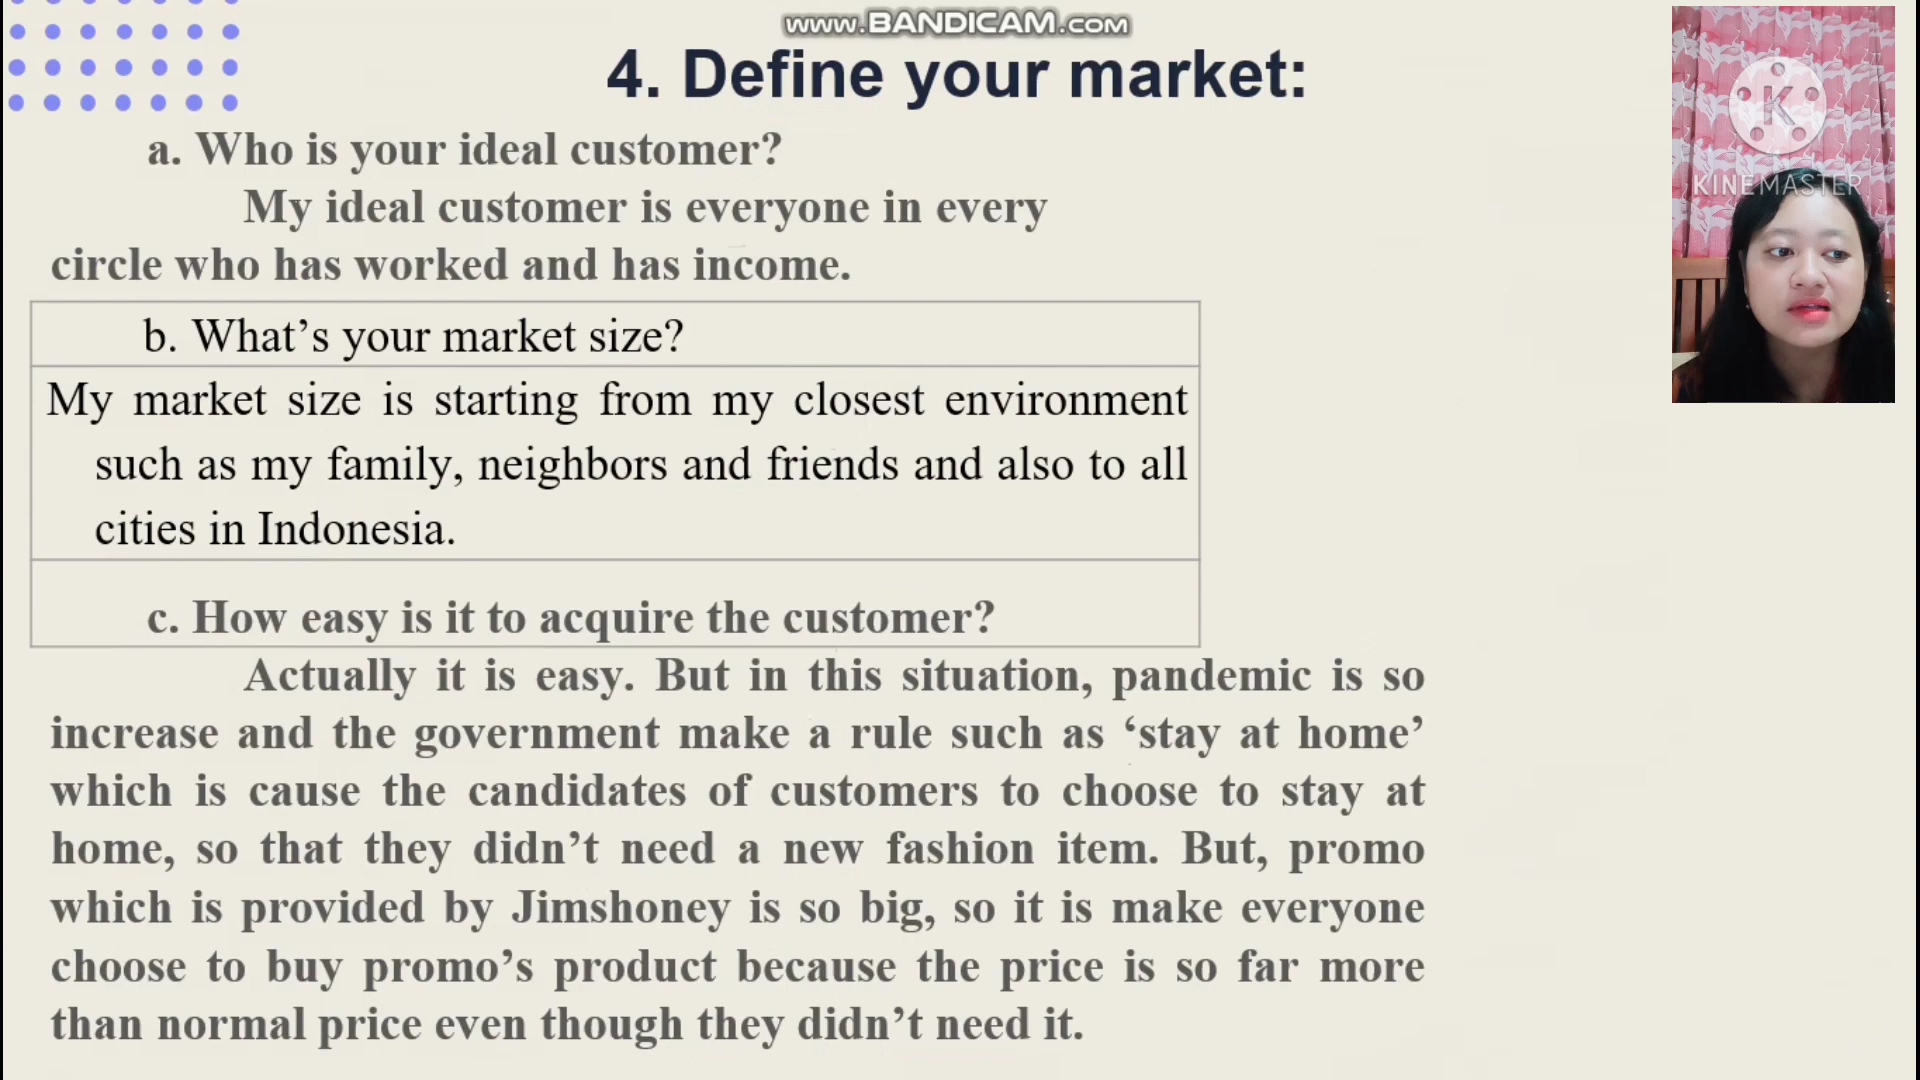 www.BANDICAM.com
4. Define your market:
K
KINEMASTER
a. Who is your ideal customer?
My ideal customer is everyone in every
circle who has worked and has income.
b. What’s your market size?
My market size is starting from my closest environment
such as my family, neighbors and friends and also to all
cities in Indonesia.
c. How easy is it to acquire the customer?
Actually it is easy. But in this situation, pandemic is so
increase and the government make a rule such as ‘stay at home’
which is cause the candidates of customers to choose to stay at
home, so that they didn’t need a new fashion item. But, promo
which is provided by Jimshoney is so big, so it is make everyone
choose to buy promo’s product because the price is so far more
than normal price even though they didn’t need it.